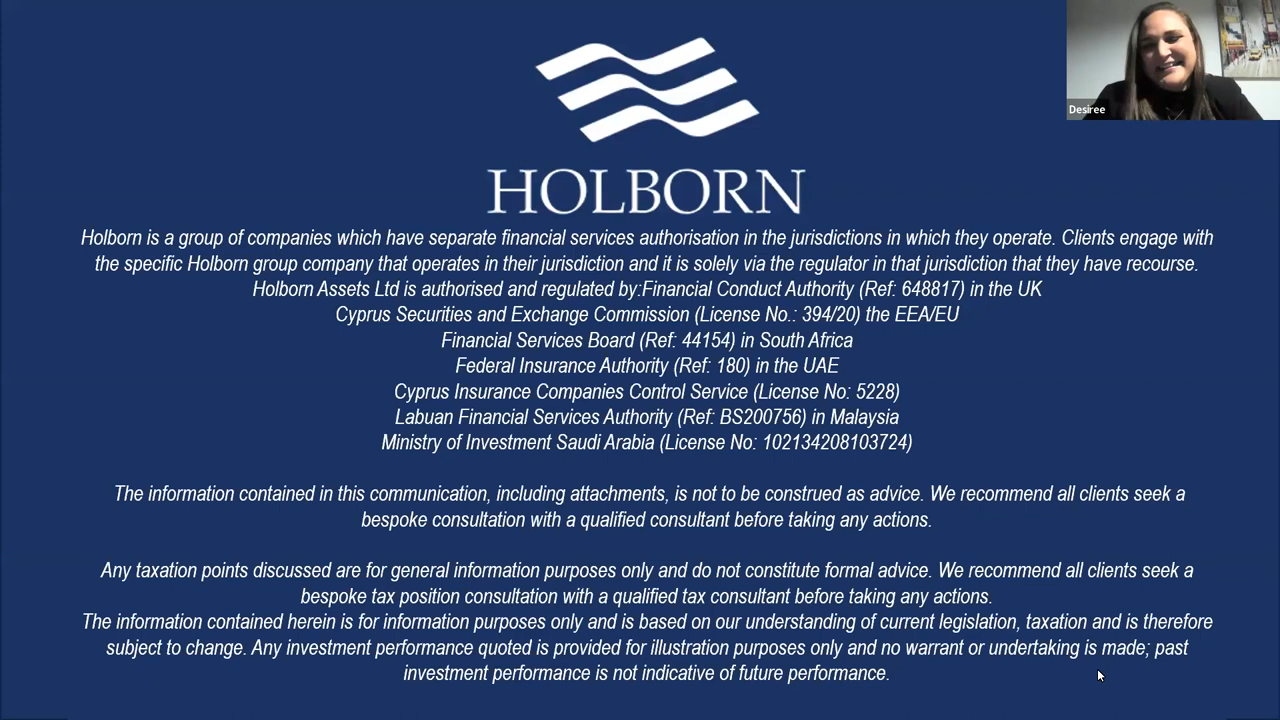 Desiree
HOLBORN
Holborn is a group of companies which have separate financial services authorisation in the jurisdictions in which they operate. Clients engage with
the specific Holborn group company that operates in their jurisdiction and it is solely via the regulator in that jurisdiction that they have recourse.
Holborn Assets Ltd is authorised and regulated by:Financial Conduct Authority (Ref: 648817) in the UK
Cyprus Securities and Exchange Commission (License No.: 394/20) the EEA/EU
Financial Services Board (Ref: 44154) in South Africa
Federal Insurance Authority (Ref: 180) in the UAE
Cyprus Insurance Companies Control Service (License No: 5228)
Labuan Financial Services Authority (Ref: BS200756) in Malaysia
Ministry of Investment Saudi Arabia (License No: 102134208103724)
The information contained in this communication, including attachments, is not to be construed as advice. We recommend all clients seek a
bespoke consultation with a qualified consultant before taking any actions.
Any taxation points discussed are for general information purposes only and do not constitute formal advice. We recommend all clients seek a
bespoke tax position consultation with a qualified tax consultant before taking any actions.
The information contained herein is for information purposes only and is based on our understanding of current legislation, taxation and is therefore
subject to change. Any investment performance quoted is provided for illustration purposes only and no warrant or undertaking is made; past
investment performance is not indicative of future performance.